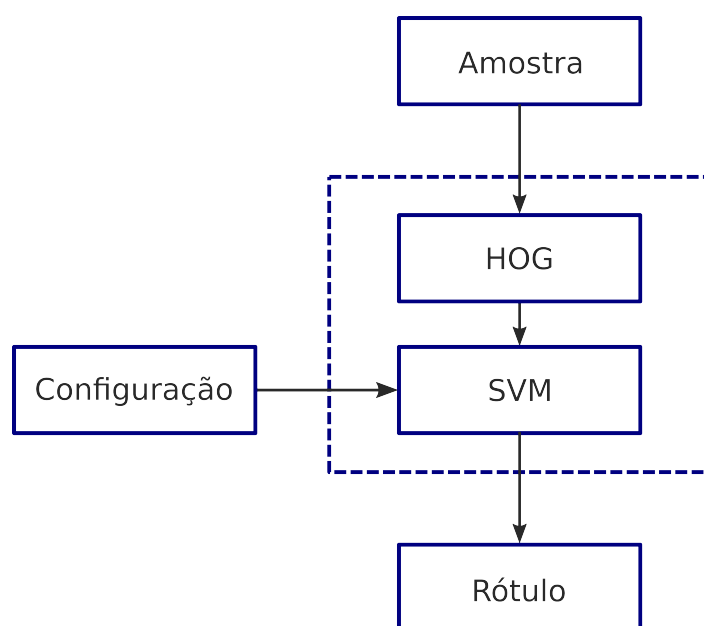 Amostra
HOG
Configuração
SVM
Rótulo